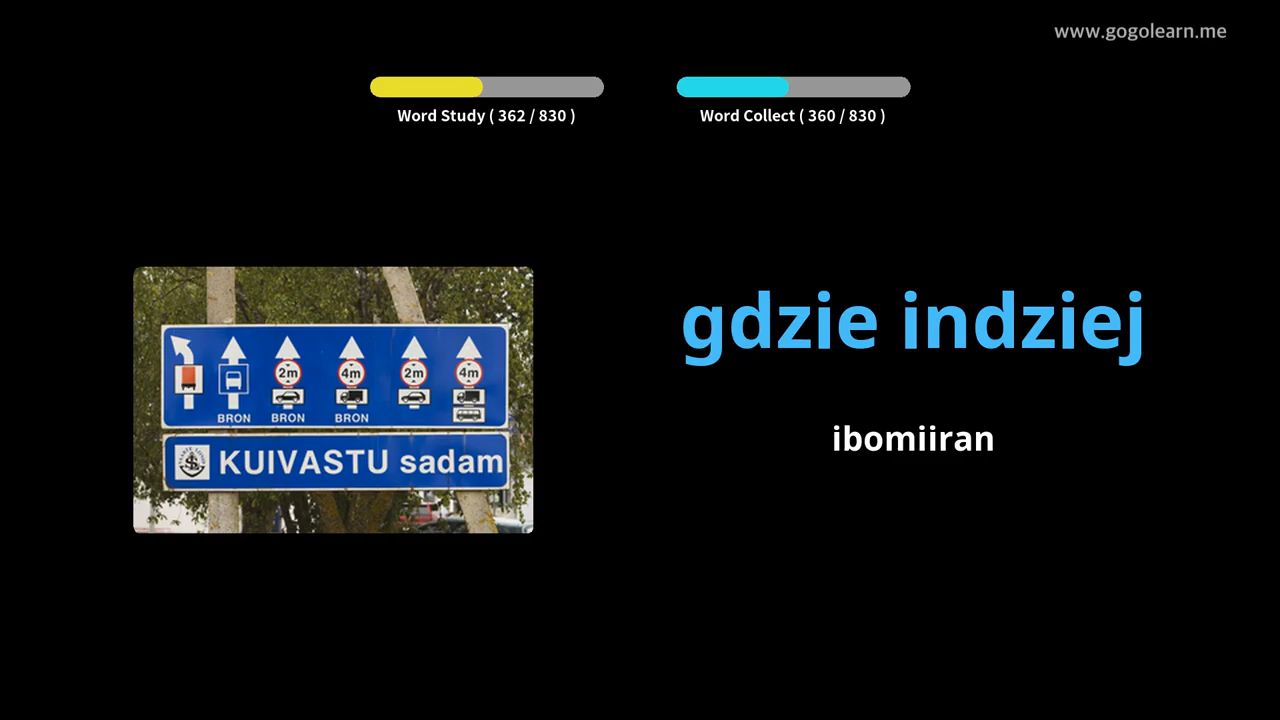 www.gogolearn.me
Word Study ( 362 / 830 )
Word Collect ( 360 / 830 )
gdzie indziej
ibomiiran
2m 4m 2m 4m
BRON BRON BRON
KUIVASTU sadam